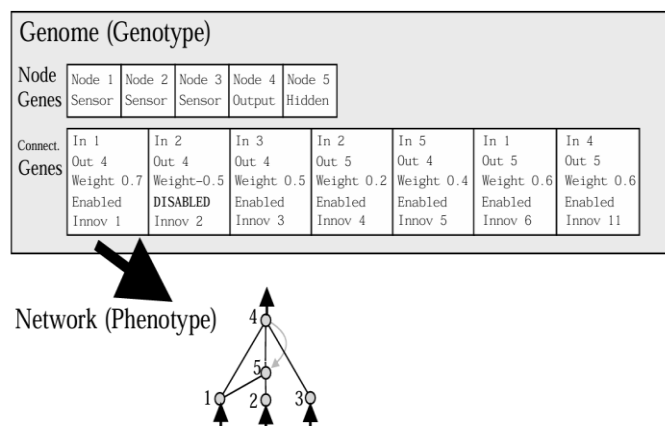 Genome (Genotype)
Node Genes
Node 1 Node 2 Node 3 Node 4 Node 5
Sensor Sensor Sensor Output Hidden
Connect. Genes
In 1 In 2 In 3 In 2 In 5 In 1 In 4
Out 4 Out 4 Out 4 Out 5 Out 4 Out 5 Out 5
Weight 0.7 Weight-0.5 Weight 0.5 Weight 0.2 Weight 0.4 Weight 0.6 Weight 0.6
Enabled DISABLED Enabled Enabled Enabled Enabled Enabled
Innov 1 Innov 2 Innov 3 Innov 4 Innov 5 Innov 6 Innov 11
Network (Phenotype)
4
5
1 2 3